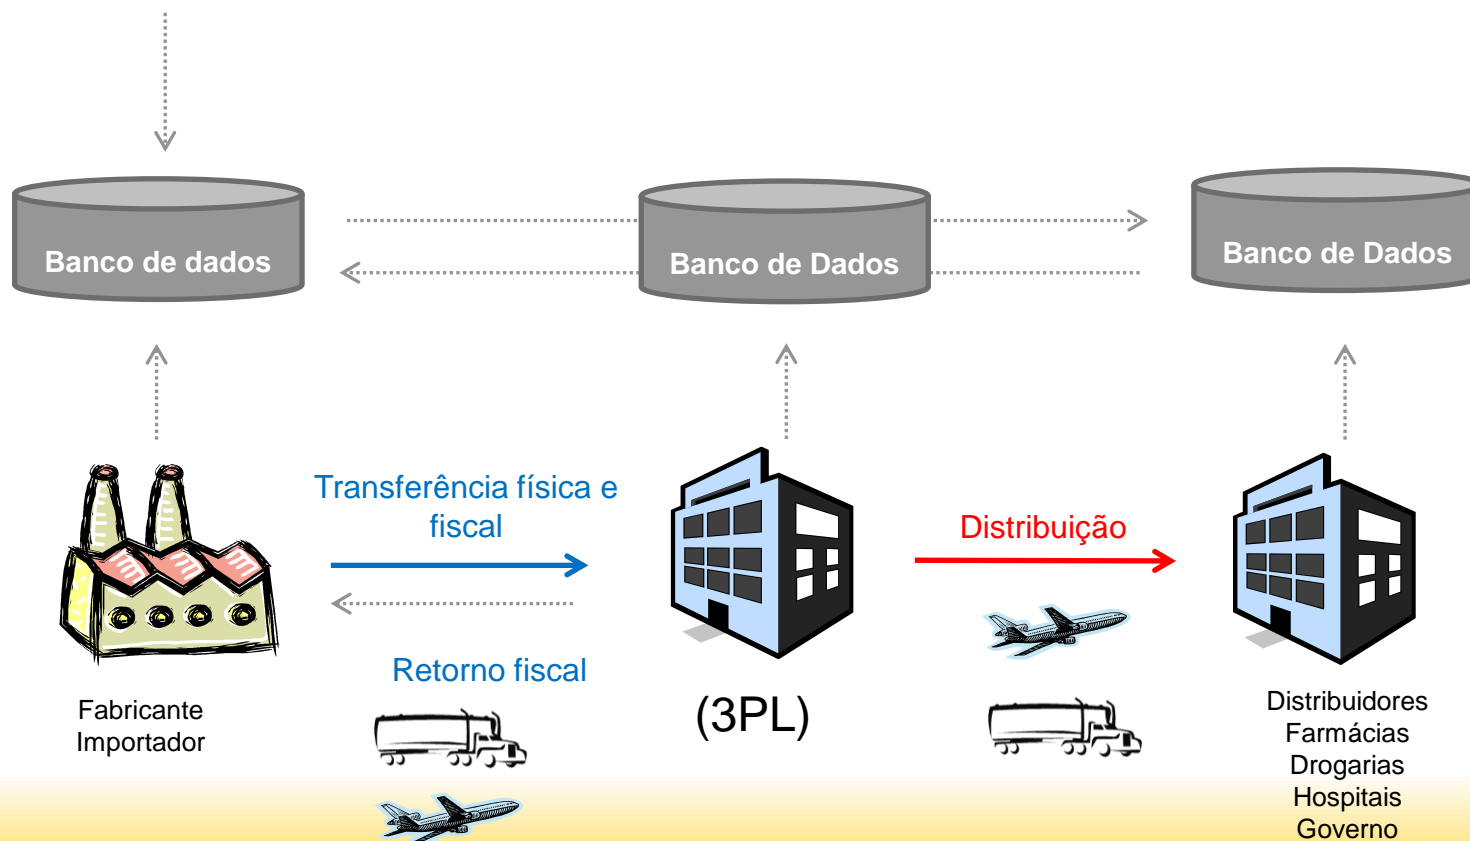 Banco de dados
Banco de Dados
Banco de Dados
Transferência física e
fiscal
Distribuição
Retorno fiscal
Fabricante
Importador
(3PL)
Distribuidores
Farmácias
Drogarias
Hospitais
Governo